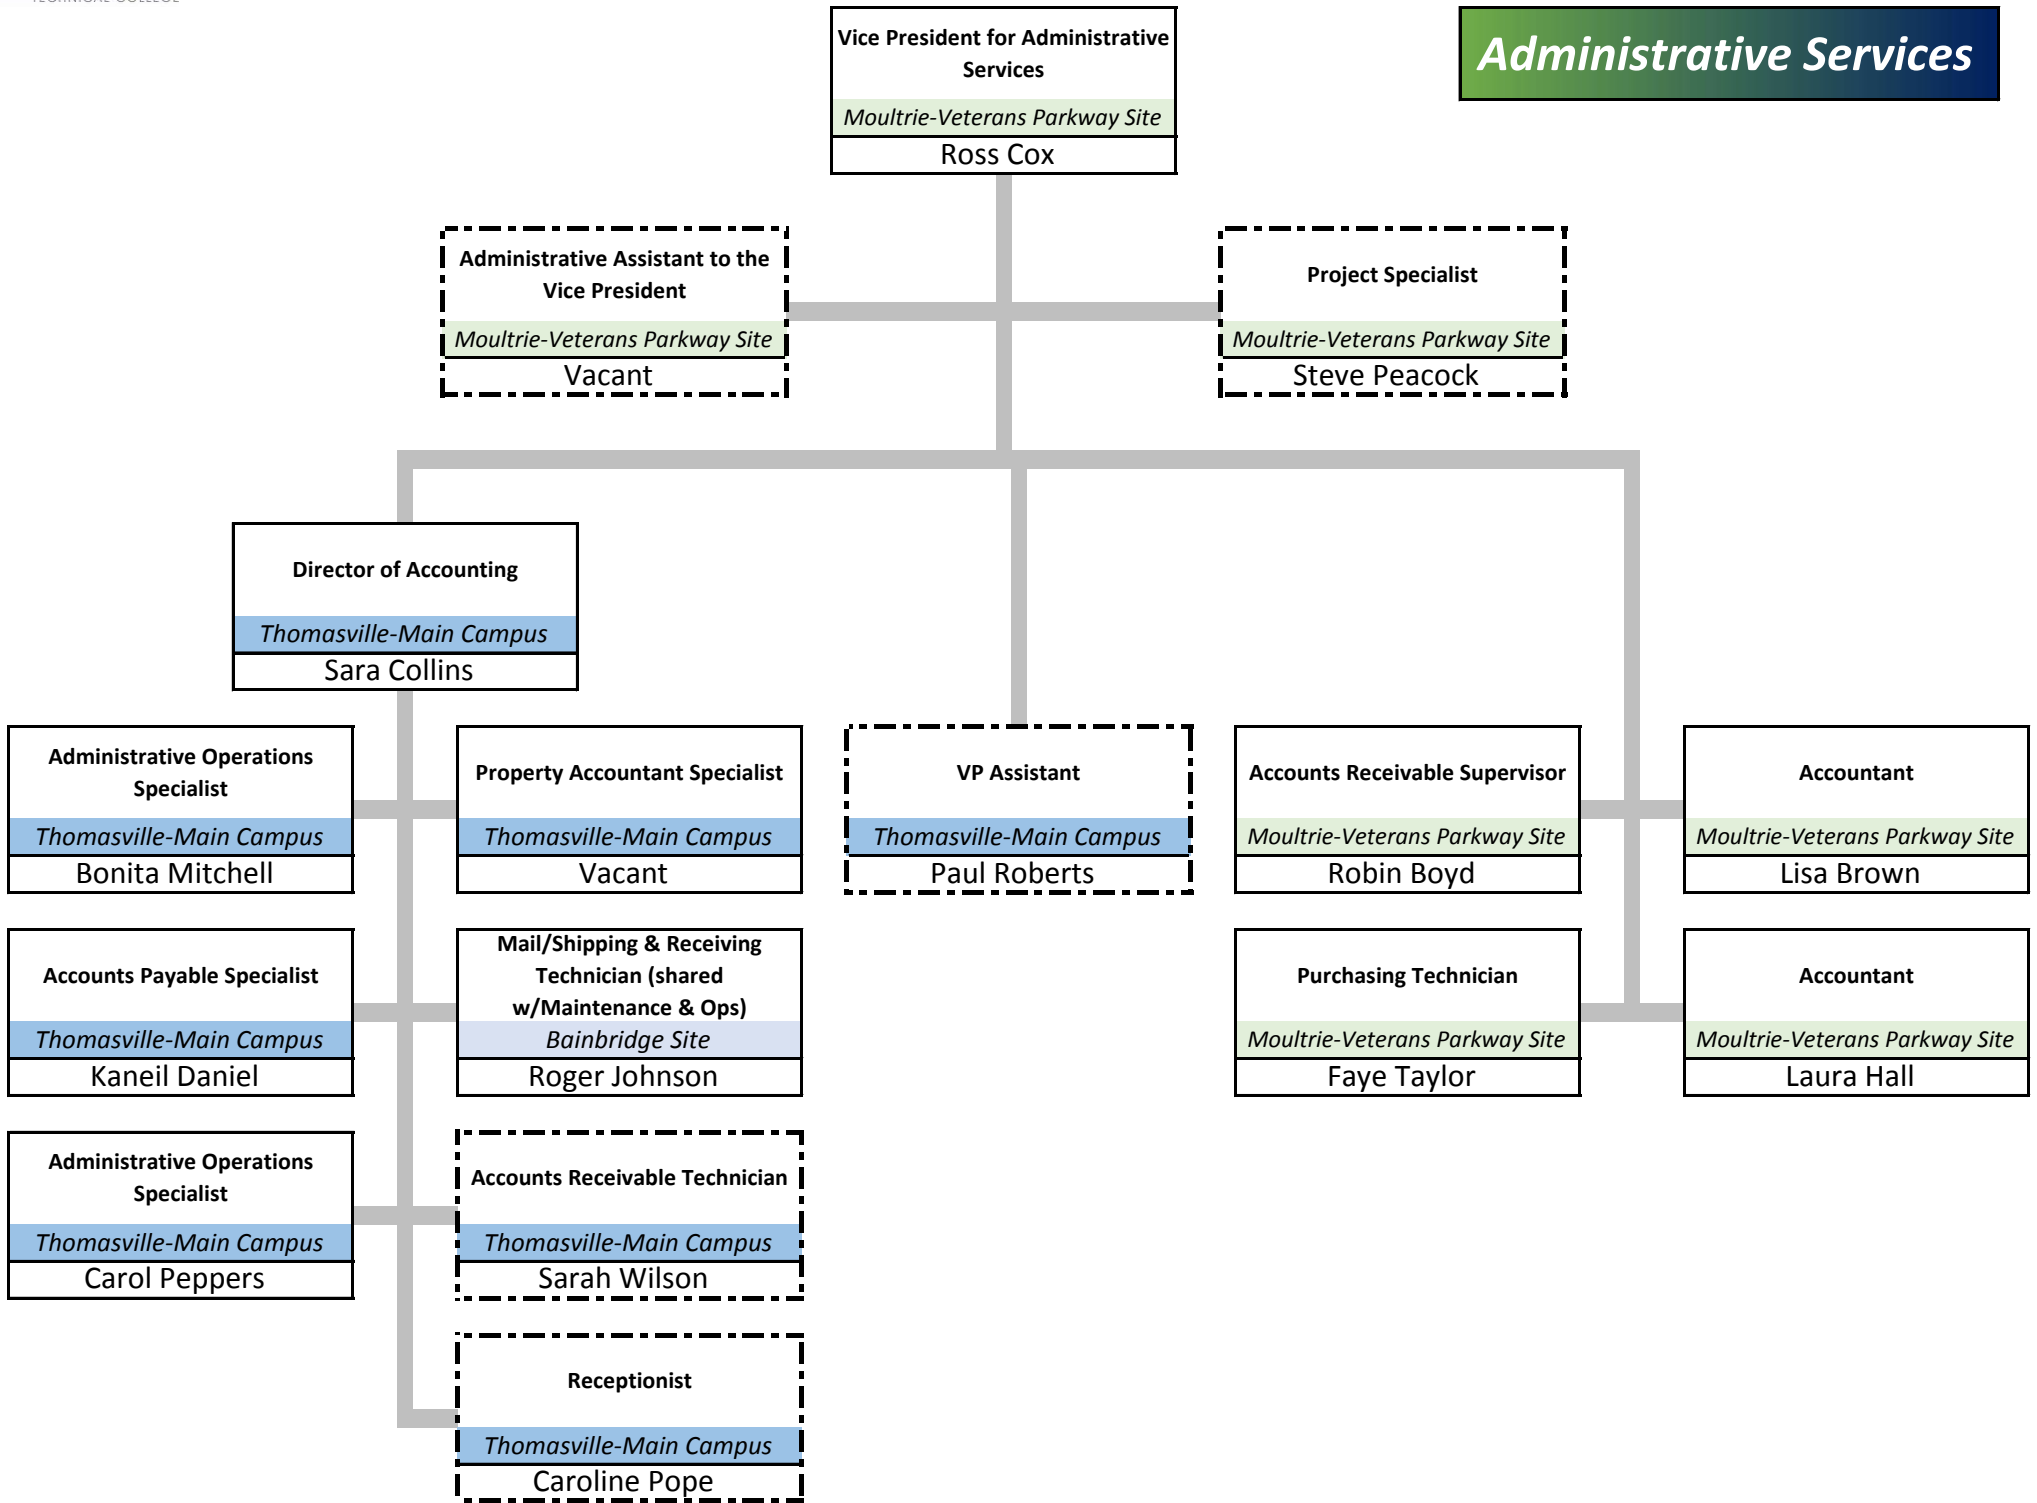 TECHNICAL COLLEGE
Administrative Services
Vice President for Administrative
Services
Moultrie-Veterans Parkway Site
Ross Cox
Administrative Assistant to the
Vice President
Moultrie-Veterans Parkway Site
Vacant
Project Specialist
Moultrie-Veterans Parkway Site
Steve Peacock
Director of Accounting
Thomasville-Main Campus
Sara Collins
Administrative Operations
Specialist
Thomasville-Main Campus
Bonita Mitchell
Property Accountant Specialist
Thomasville-Main Campus
Vacant
VP Assistant
Thomasville-Main Campus
Paul Roberts
Accounts Receivable Supervisor
Moultrie-Veterans Parkway Site
Robin Boyd
Accountant
Moultrie-Veterans Parkway Site
Lisa Brown
Accounts Payable Specialist
Thomasville-Main Campus
Kaneil Daniel
Mail/Shipping & Receiving
Technician (shared
w/Maintenance & Ops)
Bainbridge Site
Roger Johnson
Purchasing Technician
Moultrie-Veterans Parkway Site
Faye Taylor
Accountant
Moultrie-Veterans Parkway Site
Laura Hall
Administrative Operations
Specialist
Thomasville-Main Campus
Carol Peppers
Accounts Receivable Technician
Thomasville-Main Campus
Sarah Wilson
Receptionist
Thomasville-Main Campus
Caroline Pope